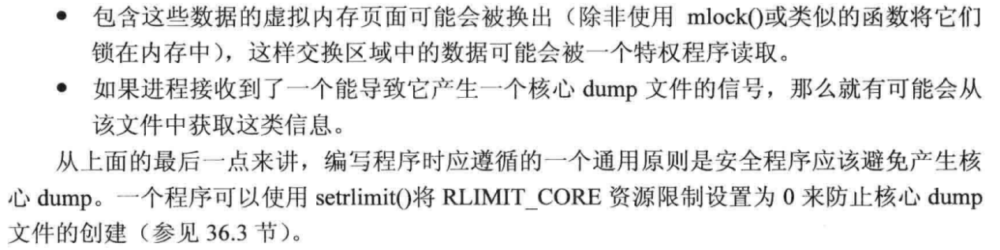 ● 包含这些数据的虚拟内存页面可能会被换出（除非使用 mlock()或类似的函数将它们
锁在内存中），这样交换区域中的数据可能会被一个特权程序读取。
● 如果进程接收到了一个能导致它产生一个核心 dump 文件的信号，那么就有可能会从
该文件中获取这类信息。
从上面的最后一点来讲，编写程序时应遵循的一个通用原则是安全程序应该避免产生核
心 dump。一个程序可以使用 setrlimit()将 RLIMIT_CORE 资源限制设置为 0 来防止核心 dump
文件的创建（参见 36.3 节）。